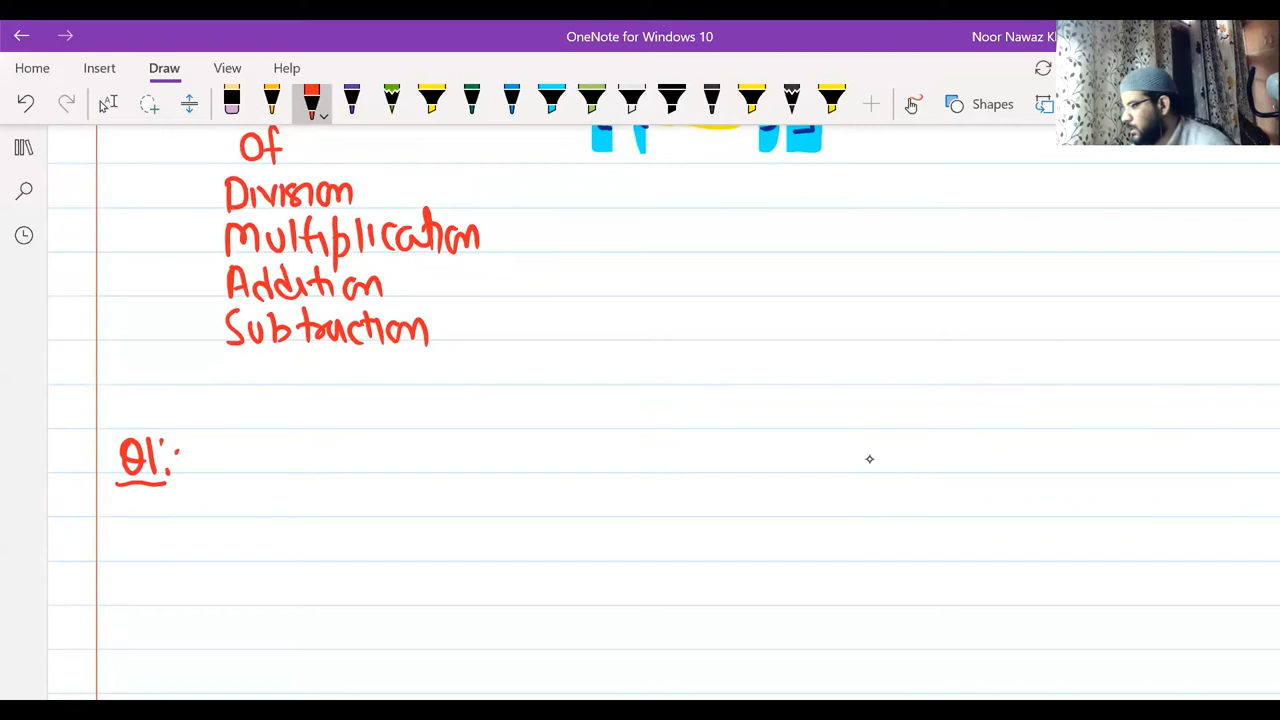 OneNote for Windows 10
Noor Nawaz K
Home Insert Draw View Help
Shapes
Of
Division
Multiplication
Addition
Subtraction
Q1:-